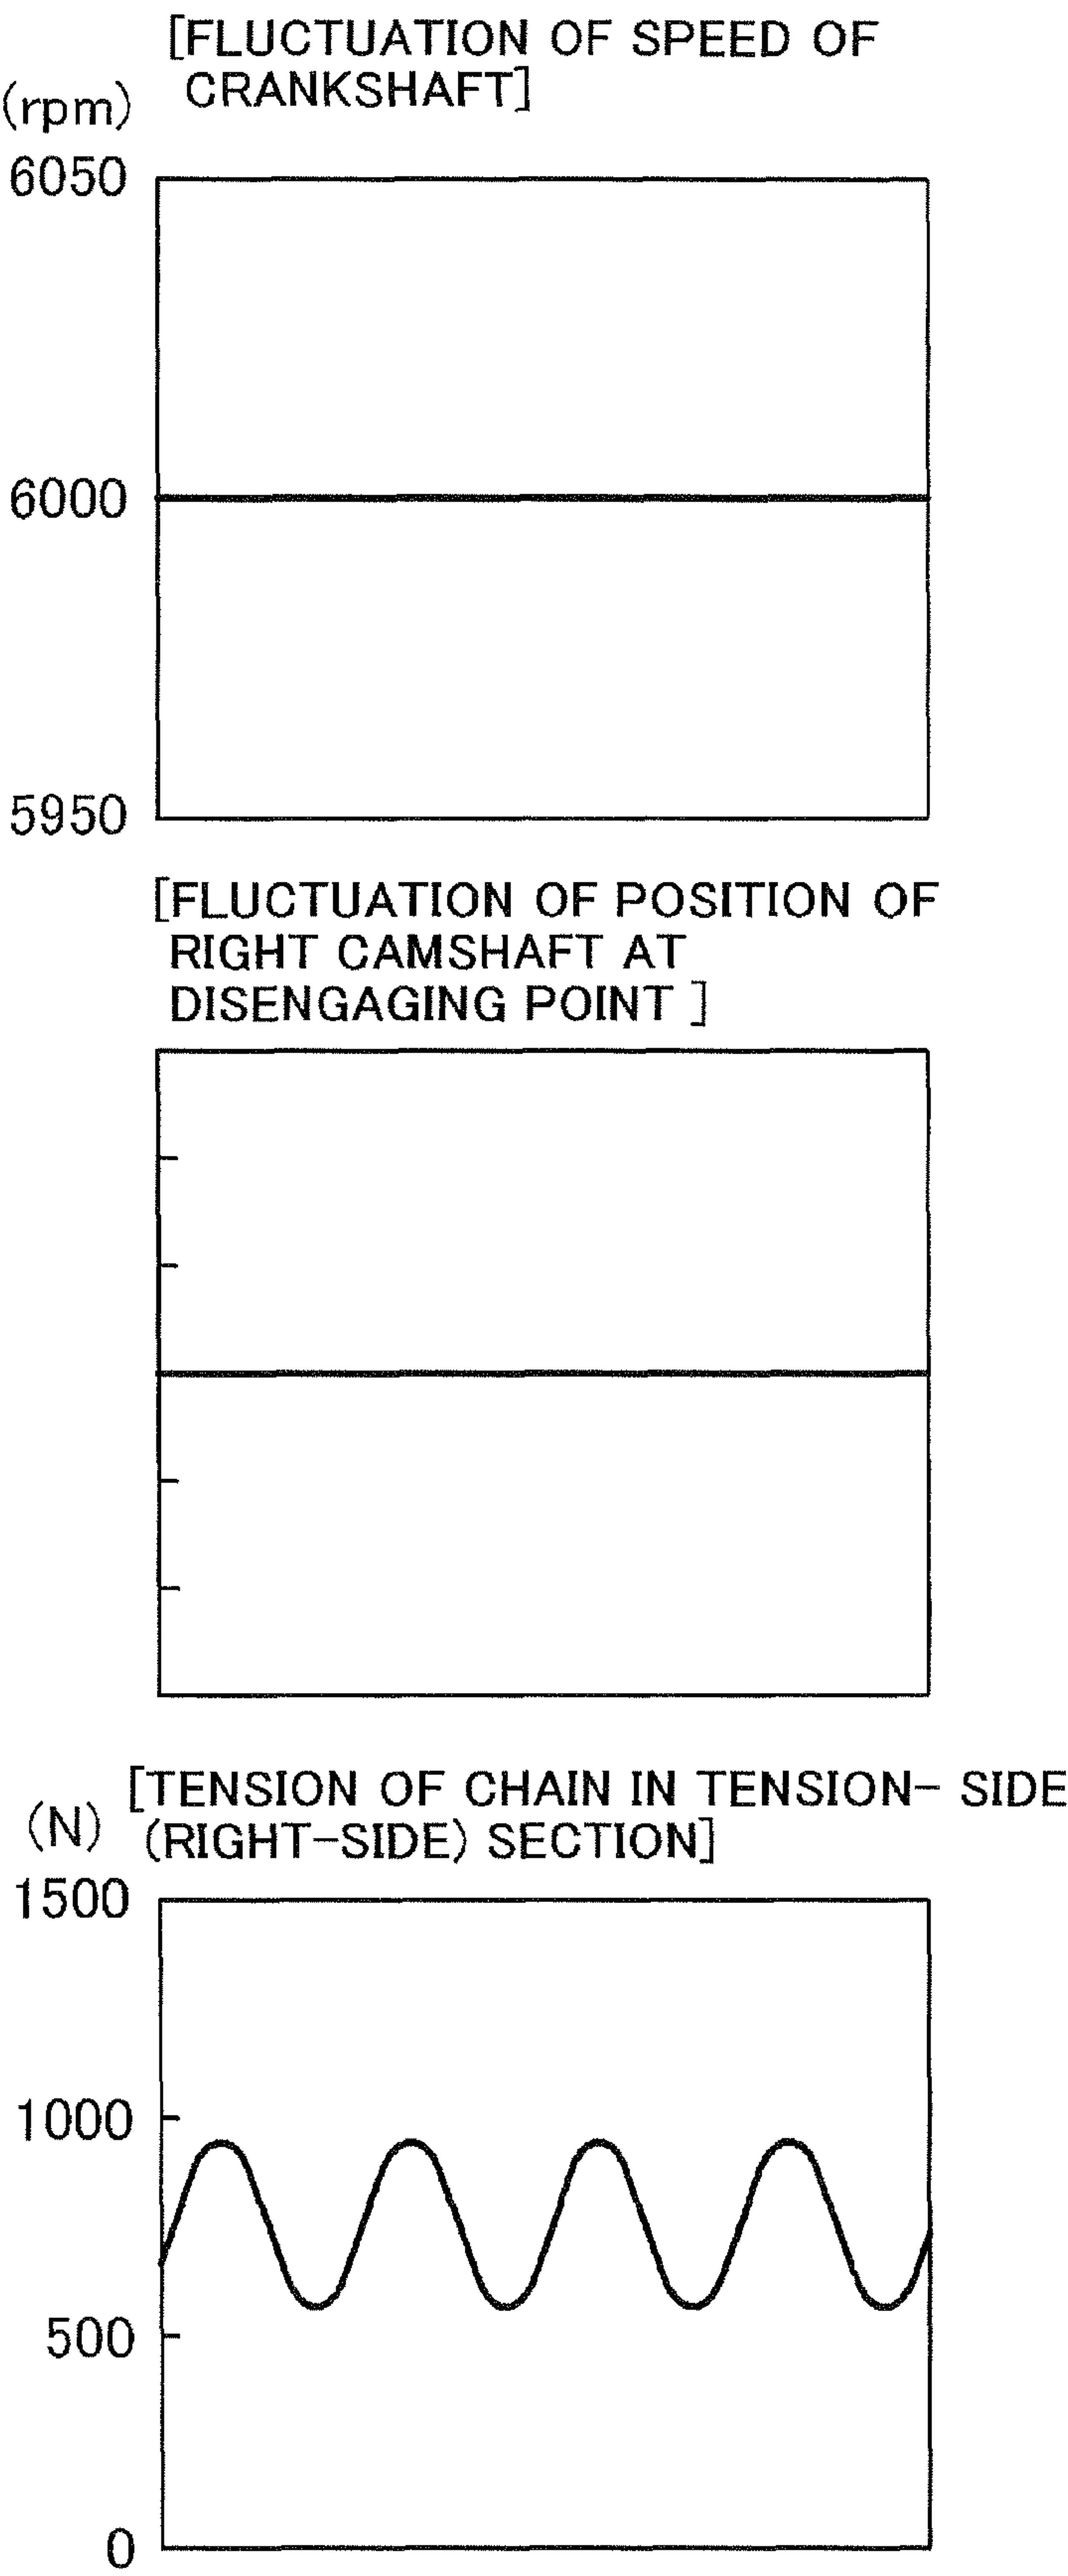 [FLUCTUATION OF SPEED OF
CRANKSHAFT]
(rpm)
6050
6000
5950
[FLUCTUATION OF POSITION OF
RIGHT CAMSHAFT AT
DISENGAGING POINT ]
[TENSION OF CHAIN IN TENSION- SIDE
(N) (RIGHT-SIDE) SECTION]
1500
1000
500
0